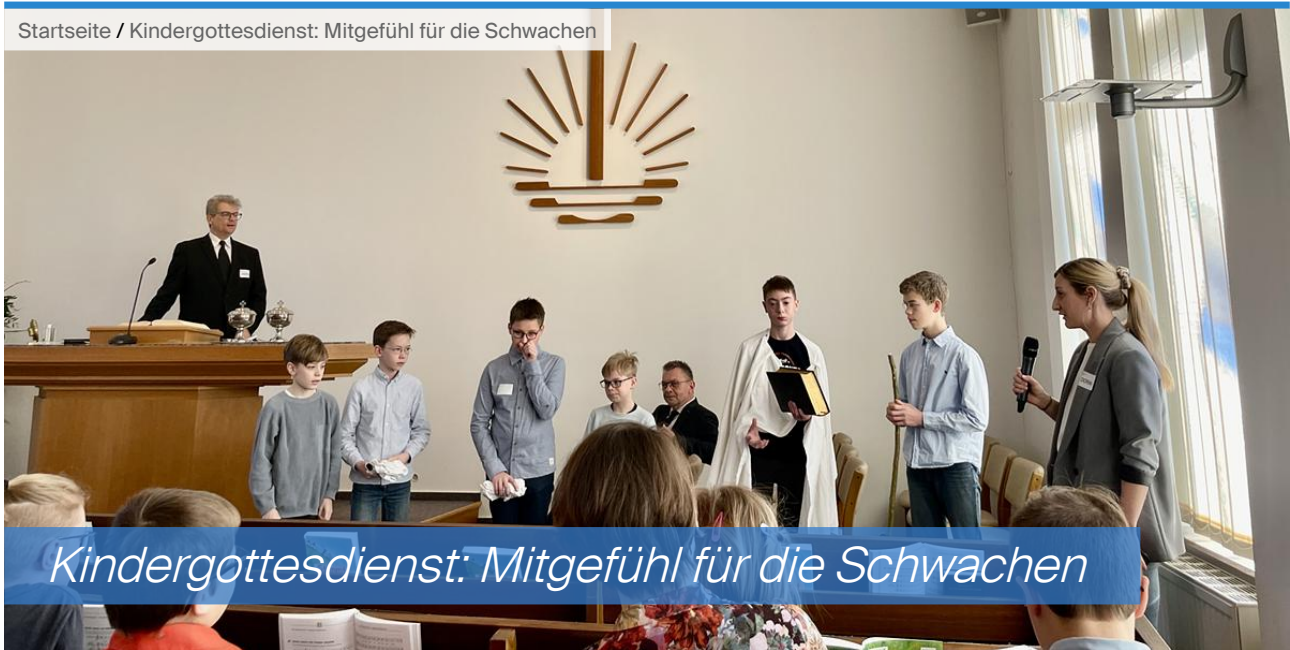 Startseite / Kindergottesdienst: Mitgefühl für die Schwachen
Kindergottesdienst: Mitgefühl für die Schwachen